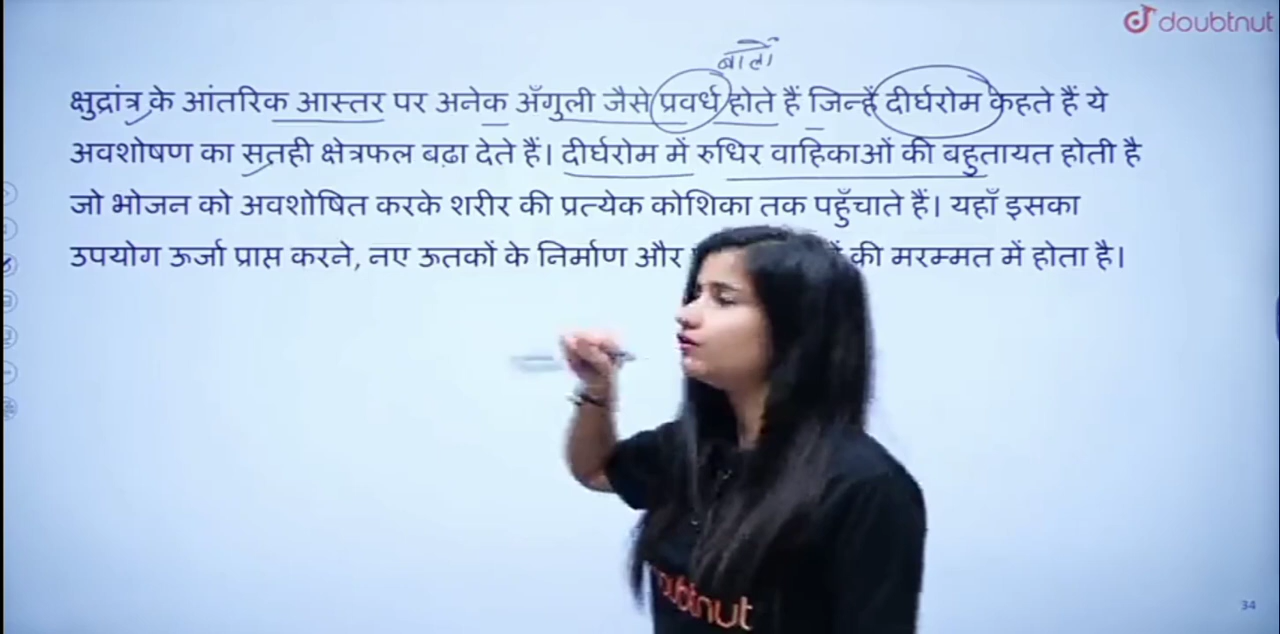 doubtnut
बालों
क्षुद्रांत्र के आंतरिक आस्तर पर अनेक अँगुली जैसे प्रवर्ध होते हैं जिन्हें दीर्घरोम कहते हैं ये
अवशोषण का सतही क्षेत्रफल बढ़ा देते हैं। दीर्घरोम में रुधिर वाहिकाओं की बहुतायत होती है
जो भोजन को अवशोषित करके शरीर की प्रत्येक कोशिका तक पहुँचाते हैं। यहाँ इसका
उपयोग ऊर्जा प्राप्त करने, नए ऊतकों के निर्माण और की मरम्मत में होता है।
doubtnut
34